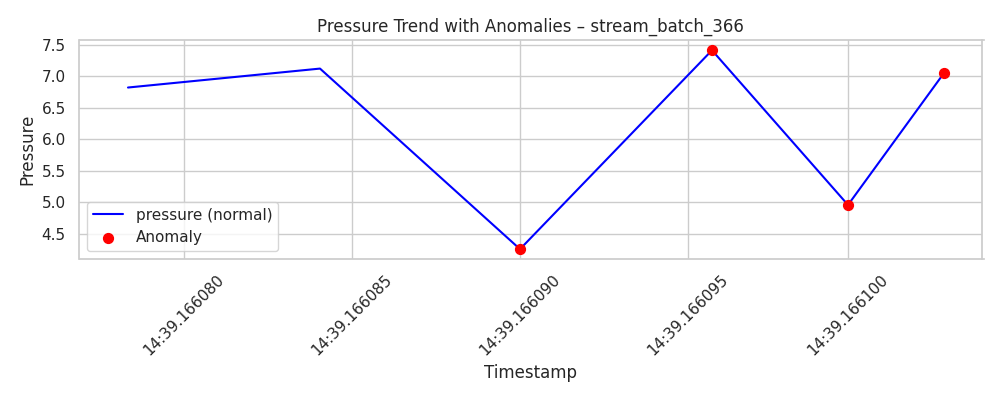 Pressure Trend with Anomalies – stream_batch_366
Pressure
7.5
7.0
6.5
6.0
5.5
5.0
4.5
pressure (normal)
Anomaly
14:39.166080
14:39.166085
14:39.166090
14:39.166095
14:39.166100
Timestamp